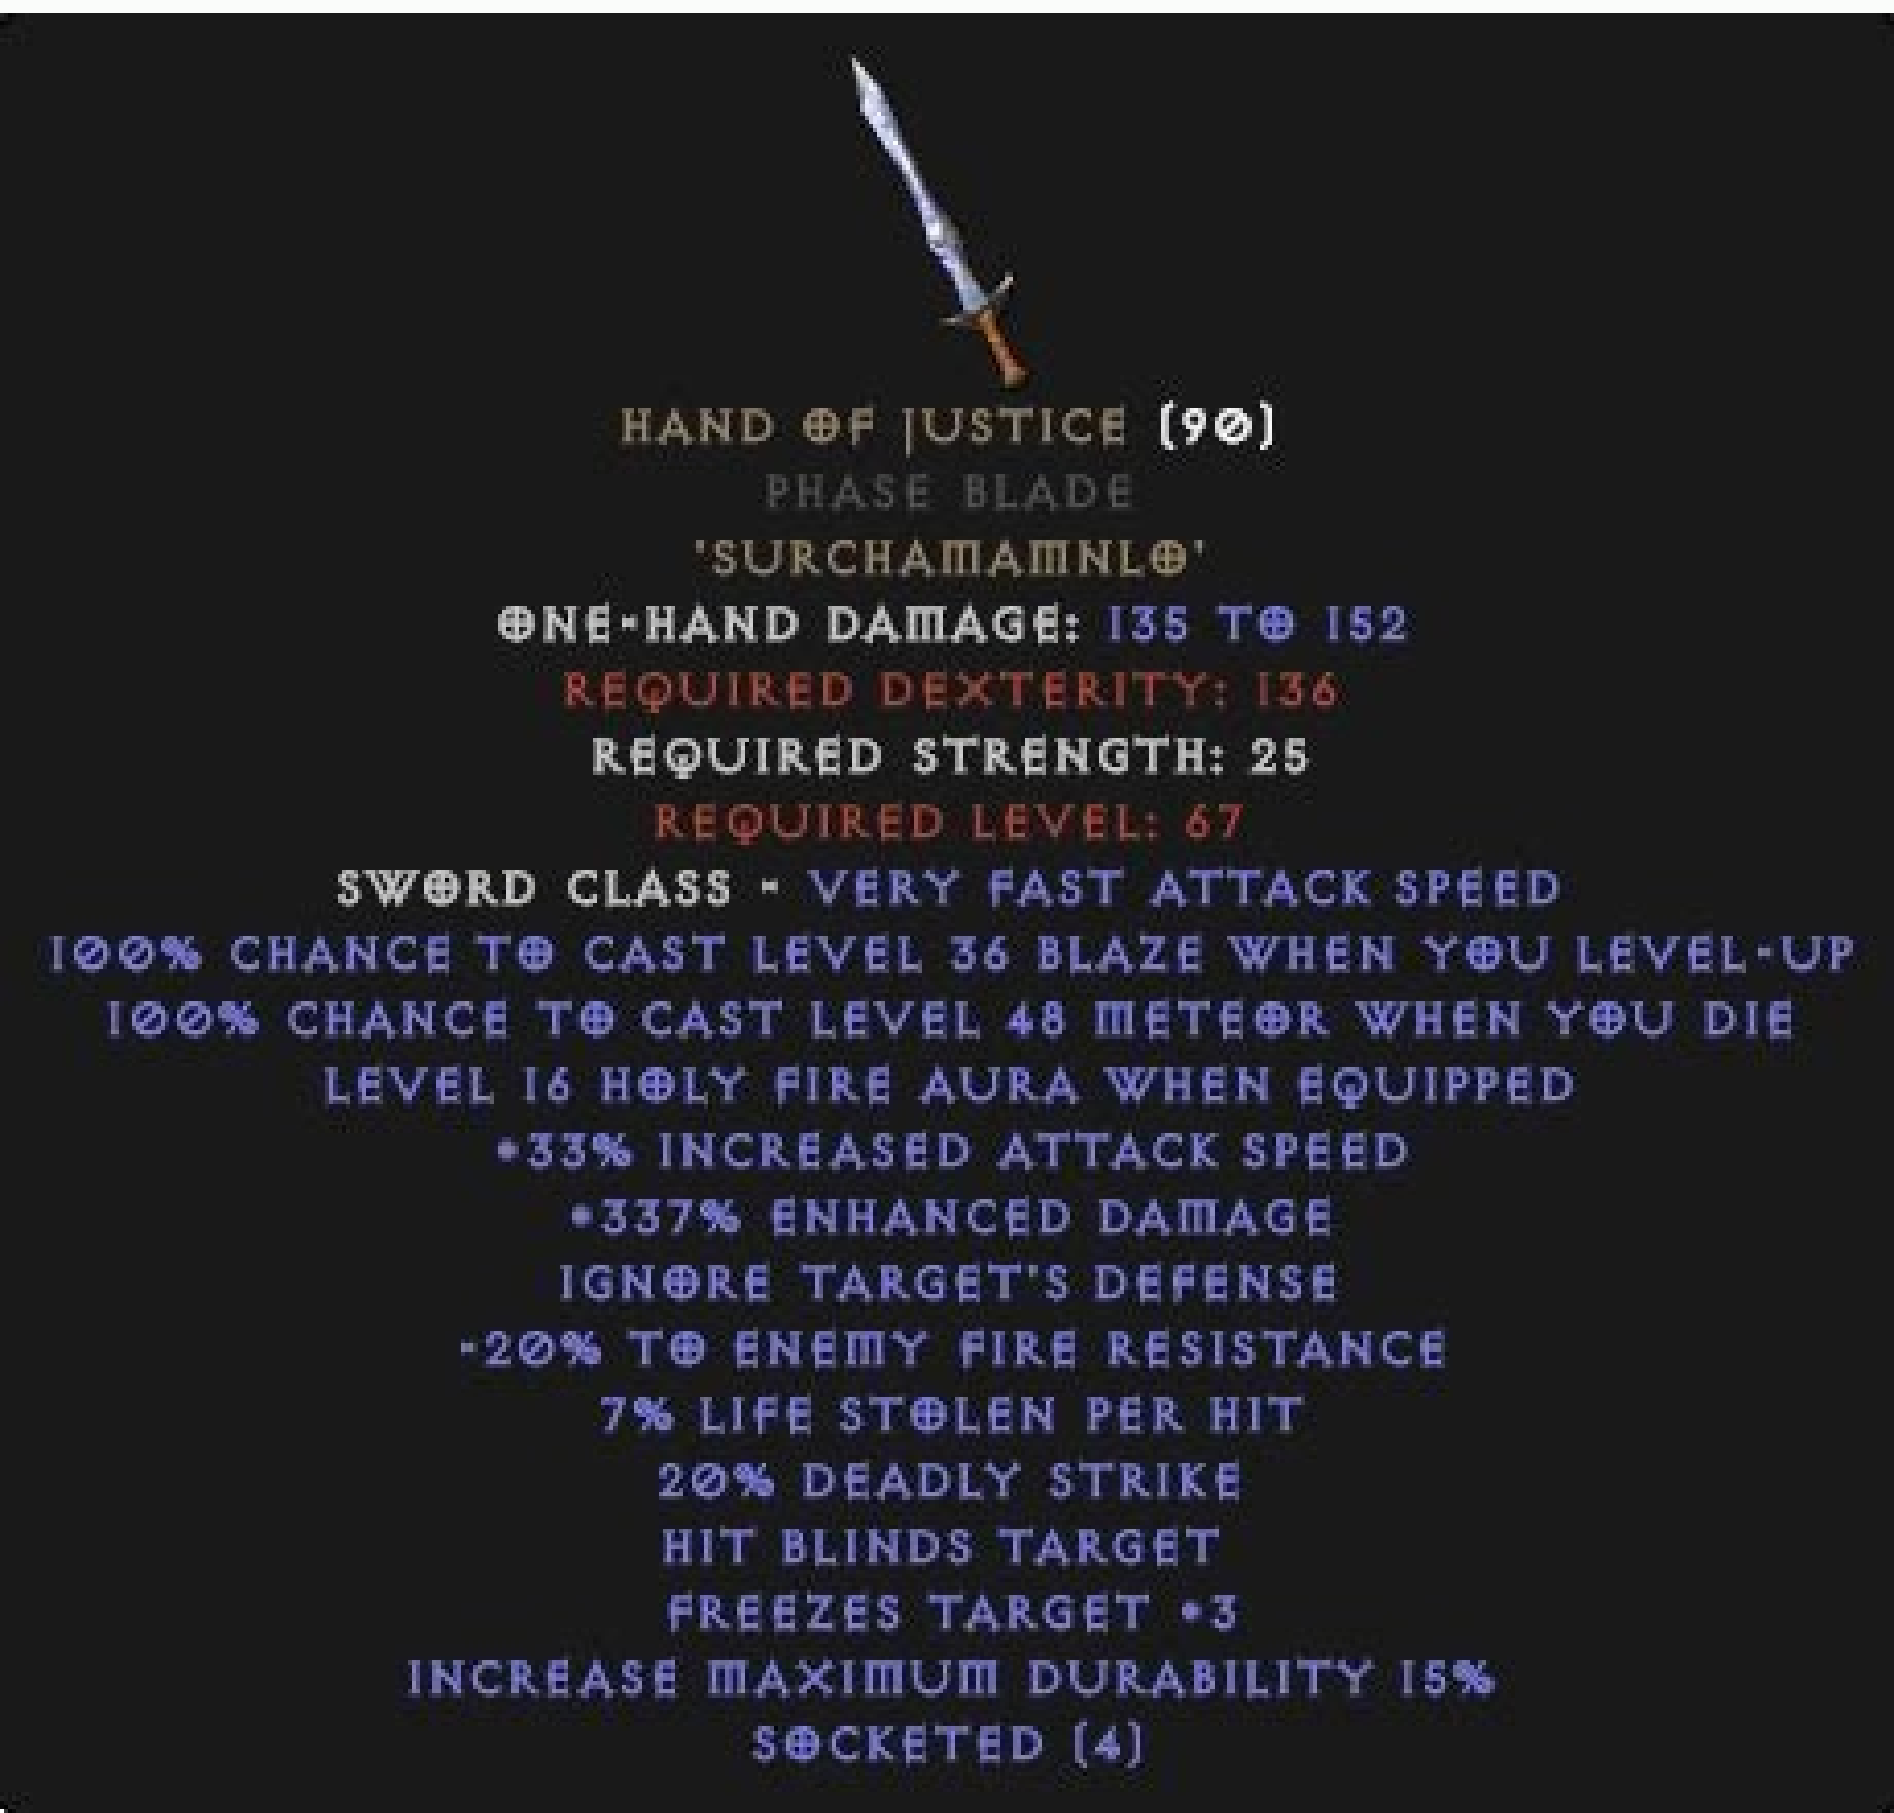 HAND OF JUSTICE (90)
PHASE BLADE
'SURCHAMAMNLO'
ONE-HAND DAMAGE: 135 TO 152
REQUIRED DEXTERITY: 136
REQUIRED STRENGTH: 25
REQUIRED LEVEL: 67
SWORD CLASS - VERY FAST ATTACK SPEED
100% CHANCE TO CAST LEVEL 36 BLAZE WHEN YOU LEVEL-UP
100% CHANCE TO CAST LEVEL 48 METEOR WHEN YOU DIE
LEVEL 16 HOLY FIRE AURA WHEN EQUIPPED
+33% INCREASED ATTACK SPEED
+337% ENHANCED DAMAGE
IGNORE TARGET'S DEFENSE
-20% TO ENEMY FIRE RESISTANCE
7% LIFE STOLEN PER HIT
20% DEADLY STRIKE
HIT BLINDS TARGET
FREEZES TARGET +3
INCREASE MAXIMUM DURABILITY 15%
SOCKETED (4)